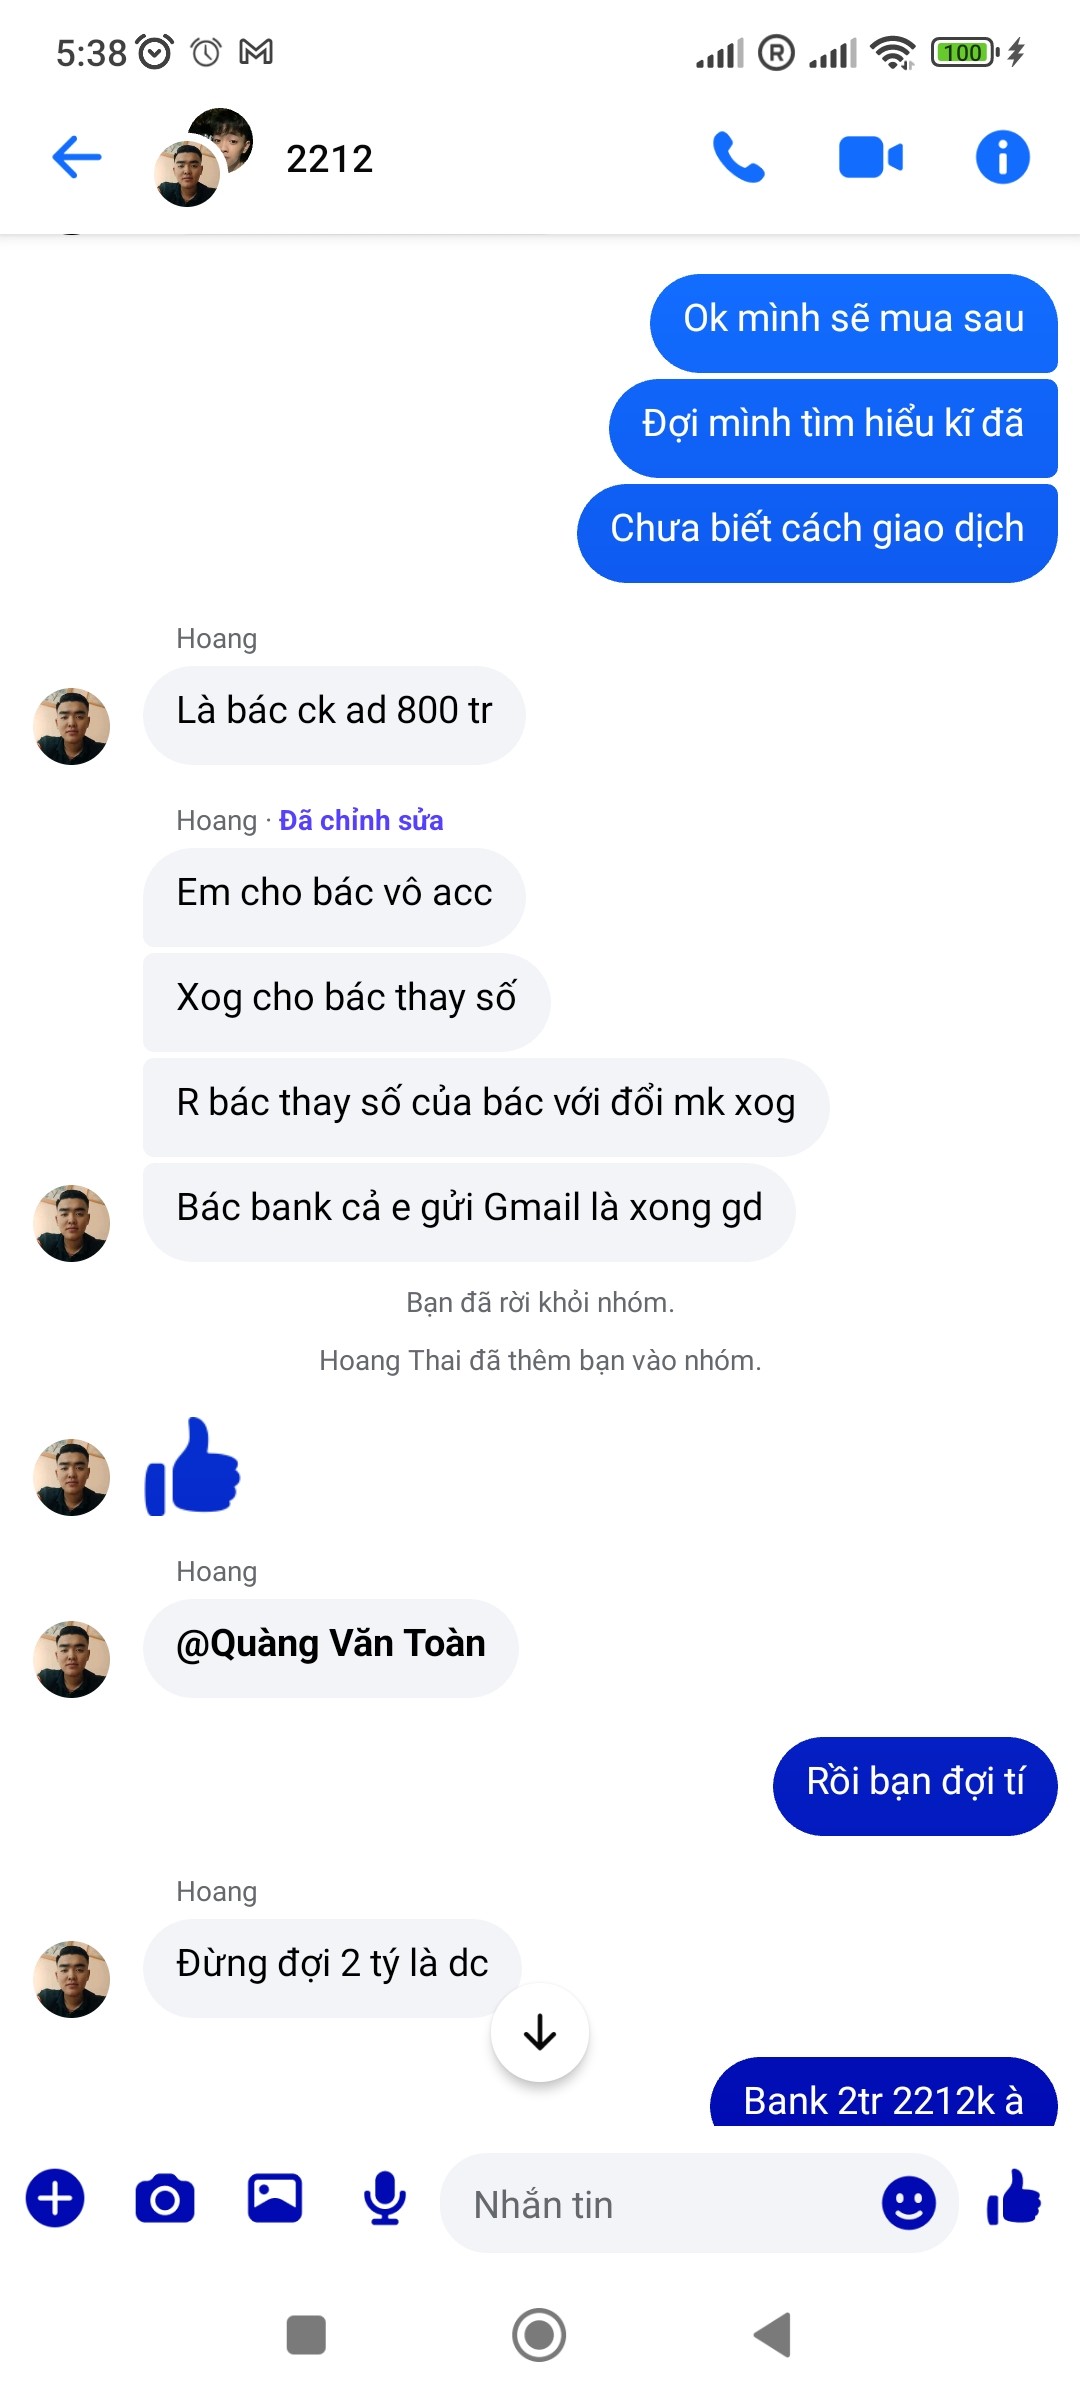 5:38
100
2212
Ok mình sẽ mua sau
Đợi mình tìm hiểu kĩ đã
Chưa biết cách giao dịch
Hoang
Là bác ck ad 800 tr
Hoang · Đã chỉnh sửa
Em cho bác vô acc
Xog cho bác thay số
R bác thay số của bác với đổi mk xog
Bác bank cả e gửi Gmail là xong gd
Bạn đã rời khỏi nhóm.
Hoang Thai đã thêm bạn vào nhóm.
Hoang
@Quàng Văn Toàn
Rồi bạn đợi tí
Hoang
Đừng đợi 2 tý là dc
Bank 2tr 2212k à
Nhắn tin